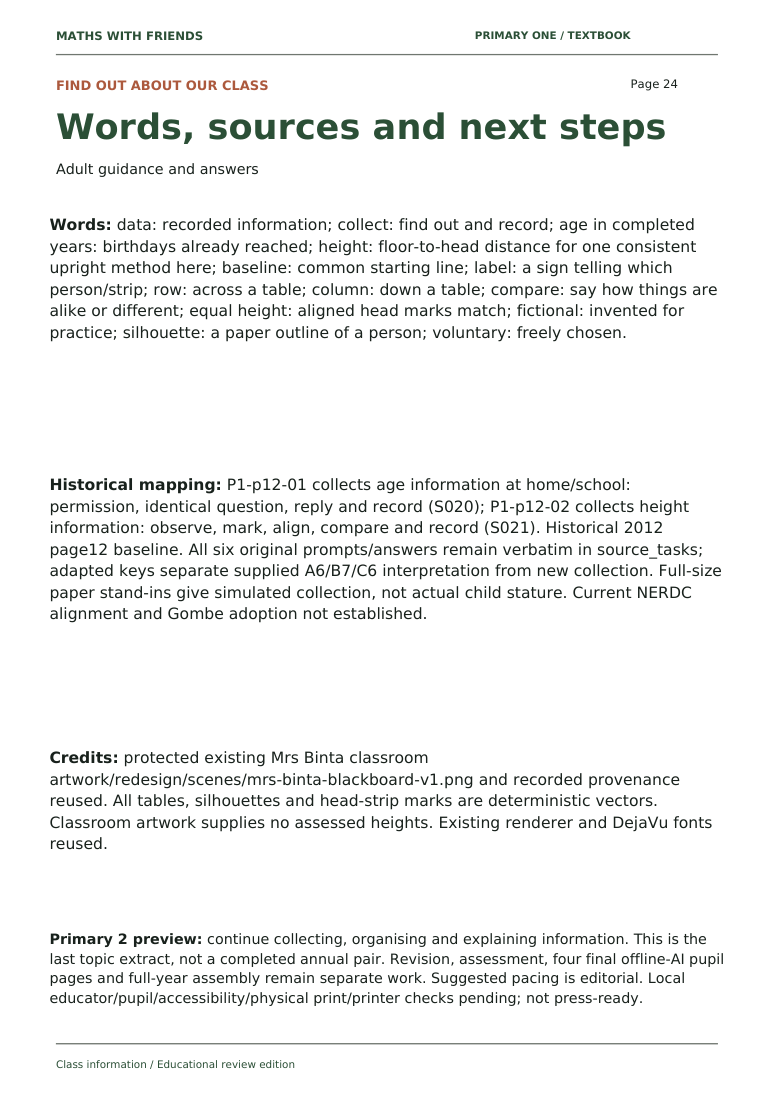 MATHS WITH FRIENDS
PRIMARY ONE / TEXTBOOK
FIND OUT ABOUT OUR CLASS
Page 24
Words, sources and next steps
Adult guidance and answers
Words: data: recorded information; collect: find out and record; age in completed
years: birthdays already reached; height: floor-to-head distance for one consistent
upright method here; baseline: common starting line; label: a sign telling which
person/strip; row: across a table; column: down a table; compare: say how things are
alike or different; equal height: aligned head marks match; fictional: invented for
practice; silhouette: a paper outline of a person; voluntary: freely chosen.
Historical mapping: P1-p12-01 collects age information at home/school:
permission, identical question, reply and record (S020); P1-p12-02 collects height
information: observe, mark, align, compare and record (S021). Historical 2012
page12 baseline. All six original prompts/answers remain verbatim in source_tasks;
adapted keys separate supplied A6/B7/C6 interpretation from new collection. Full-size
paper stand-ins give simulated collection, not actual child stature. Current NERDC
alignment and Gombe adoption not established.
Credits: protected existing Mrs Binta classroom
artwork/redesign/scenes/mrs-binta-blackboard-v1.png and recorded provenance
reused. All tables, silhouettes and head-strip marks are deterministic vectors.
Classroom artwork supplies no assessed heights. Existing renderer and DejaVu fonts
reused.
Primary 2 preview: continue collecting, organising and explaining information. This is the
last topic extract, not a completed annual pair. Revision, assessment, four final offline-AI pupil
pages and full-year assembly remain separate work. Suggested pacing is editorial. Local
educator/pupil/accessibility/physical print/printer checks pending; not press-ready.
Class information / Educational review edition